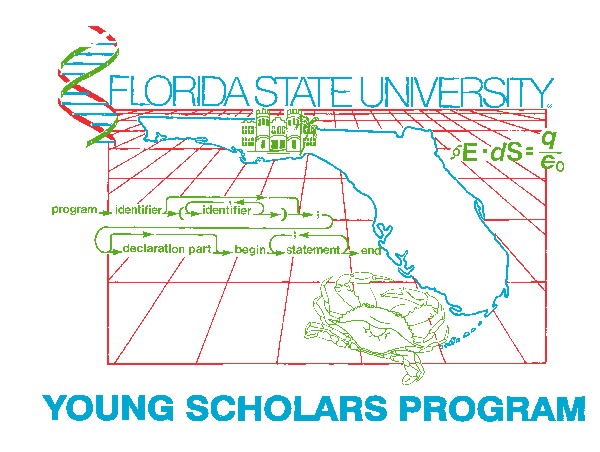 FLORIDA STATE UNIVERSITY
∮E · dS = q/ϵ₀
program identifier ( identifier ) ;
,
;
declaration part begin statement end
YOUNG SCHOLARS PROGRAM